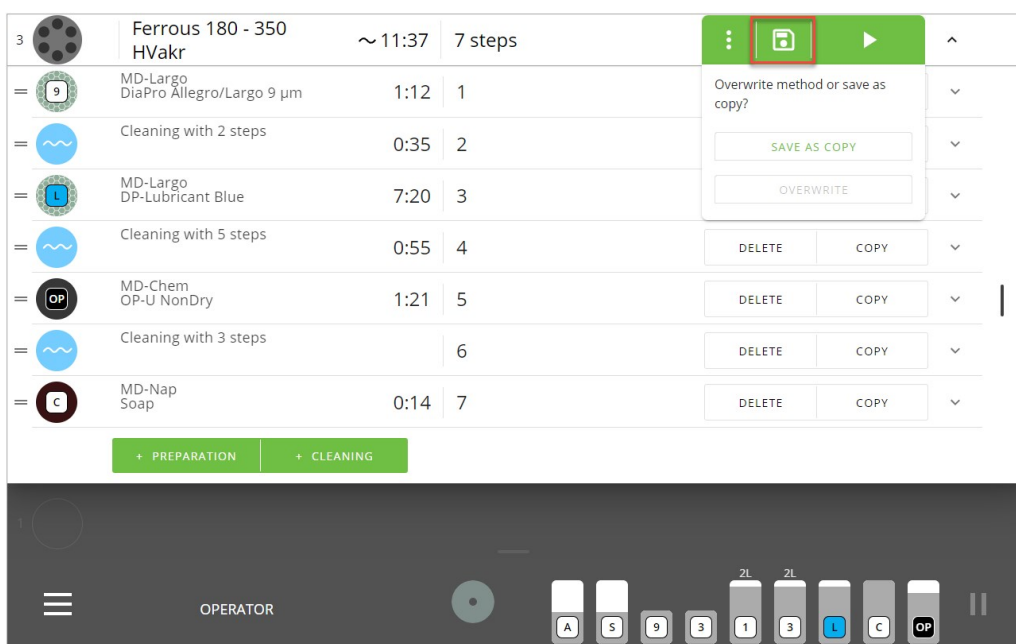 3
Ferrous 180 - 350
HVakr
~ 11:37
7 steps
Overwrite method or save as
copy?
SAVE AS COPY
OVERWRITE
9
MD-Largo
DiaPro Allegro/Largo 9 µm
1:12
1
Cleaning with 2 steps
0:35
2
L
MD-Largo
DP-Lubricant Blue
7:20
3
Cleaning with 5 steps
0:55
4
DELETE
COPY
OP
MD-Chem
OP-U NonDry
1:21
5
DELETE
COPY
Cleaning with 3 steps
6
DELETE
COPY
C
MD-Nap
Soap
0:14
7
DELETE
COPY
+ PREPARATION
+ CLEANING
1
OPERATOR
2L
2L
A
S
9
3
1
3
L
C
OP